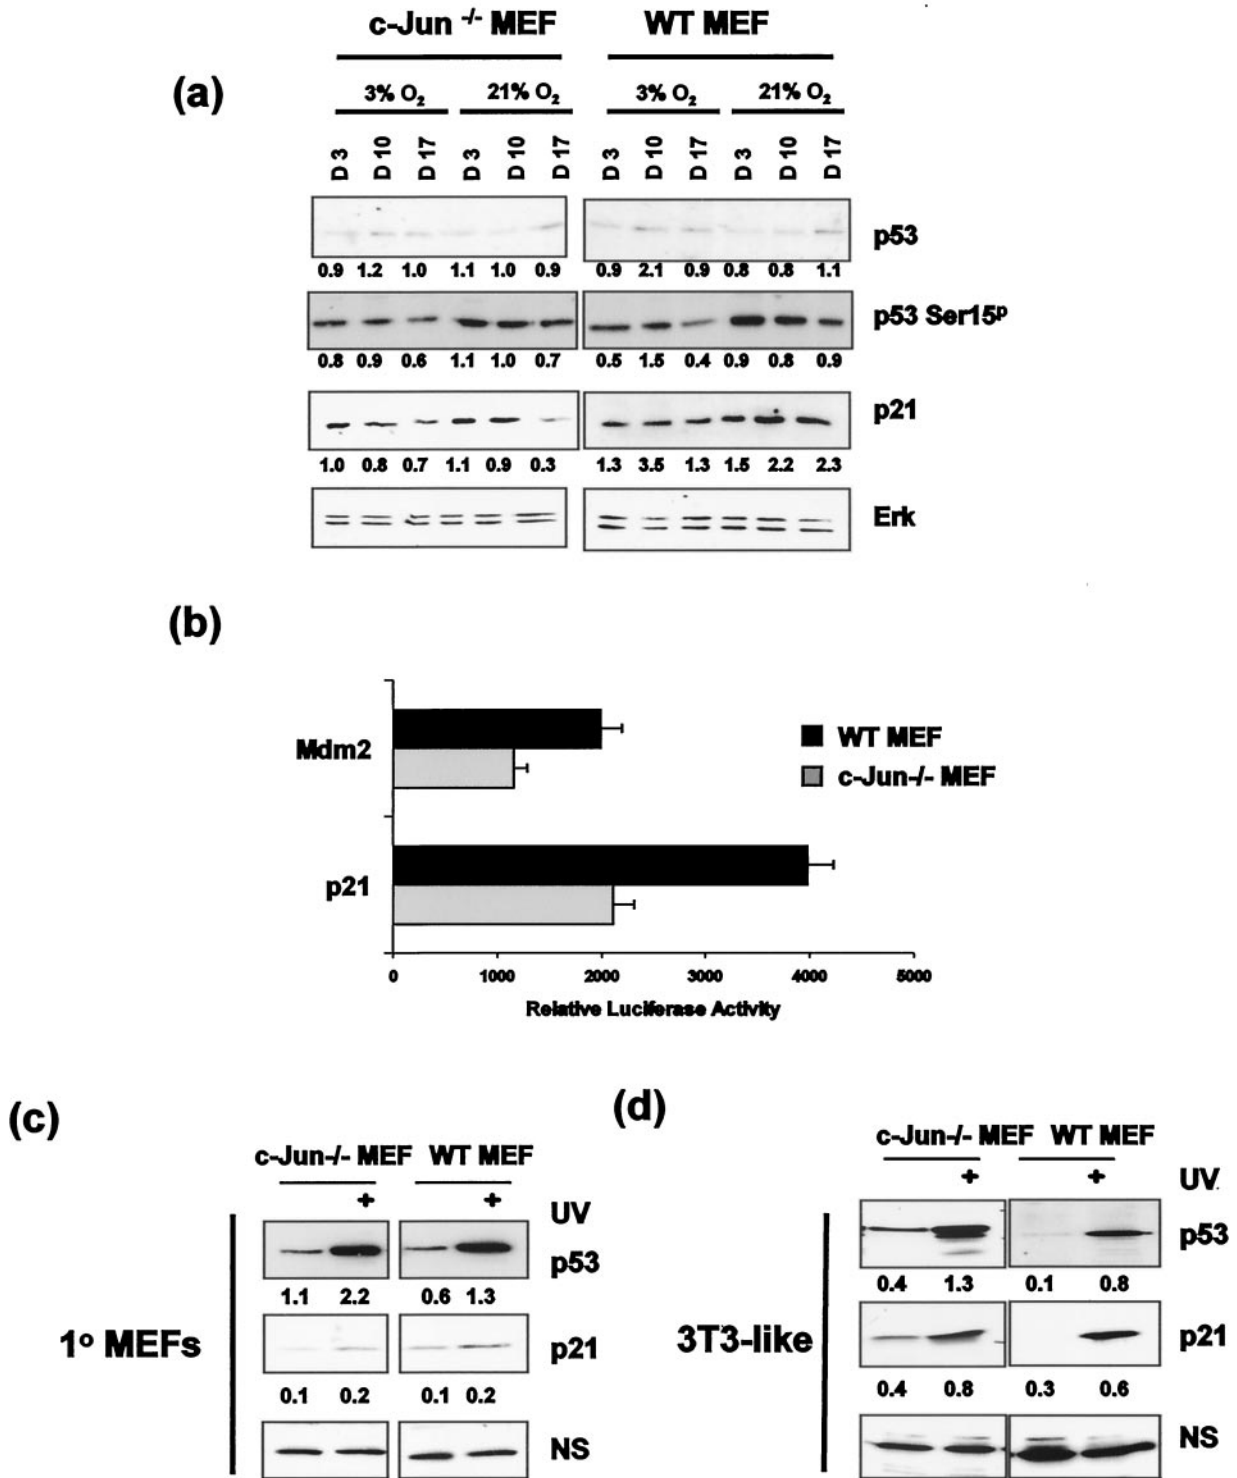 c-Jun -/- MEF WT MEF
(a)
3% O2 21% O2 3% O2 21% O2
D 3 D 10 D 17 D 3 D 10 D 17 D 3 D 10 D 17 D 3 D 10 D 17
p53
0.9 1.2 1.0 1.1 1.0 0.9 0.9 2.1 0.9 0.8 0.8 1.1
p53 Ser15p
0.8 0.9 0.6 1.1 1.0 0.7 0.5 1.5 0.4 0.9 0.8 0.9
p21
1.0 0.8 0.7 1.1 0.9 0.3 1.3 3.5 1.3 1.5 2.2 2.3
Erk
(b)
Mdm2
WT MEF
c-Jun-/- MEF
p21
0 1000 2000 3000 4000 5000
Relative Luciferase Activity
(c)
c-Jun-/- MEF WT MEF
+ +
UV
p53
1.1 2.2 0.6 1.3
1o MEFs
p21
0.1 0.2 0.1 0.2
NS
(d)
c-Jun-/- MEF WT MEF
+ +
UV
p53
0.4 1.3 0.1 0.8
3T3-like
p21
0.4 0.8 0.3 0.6
NS